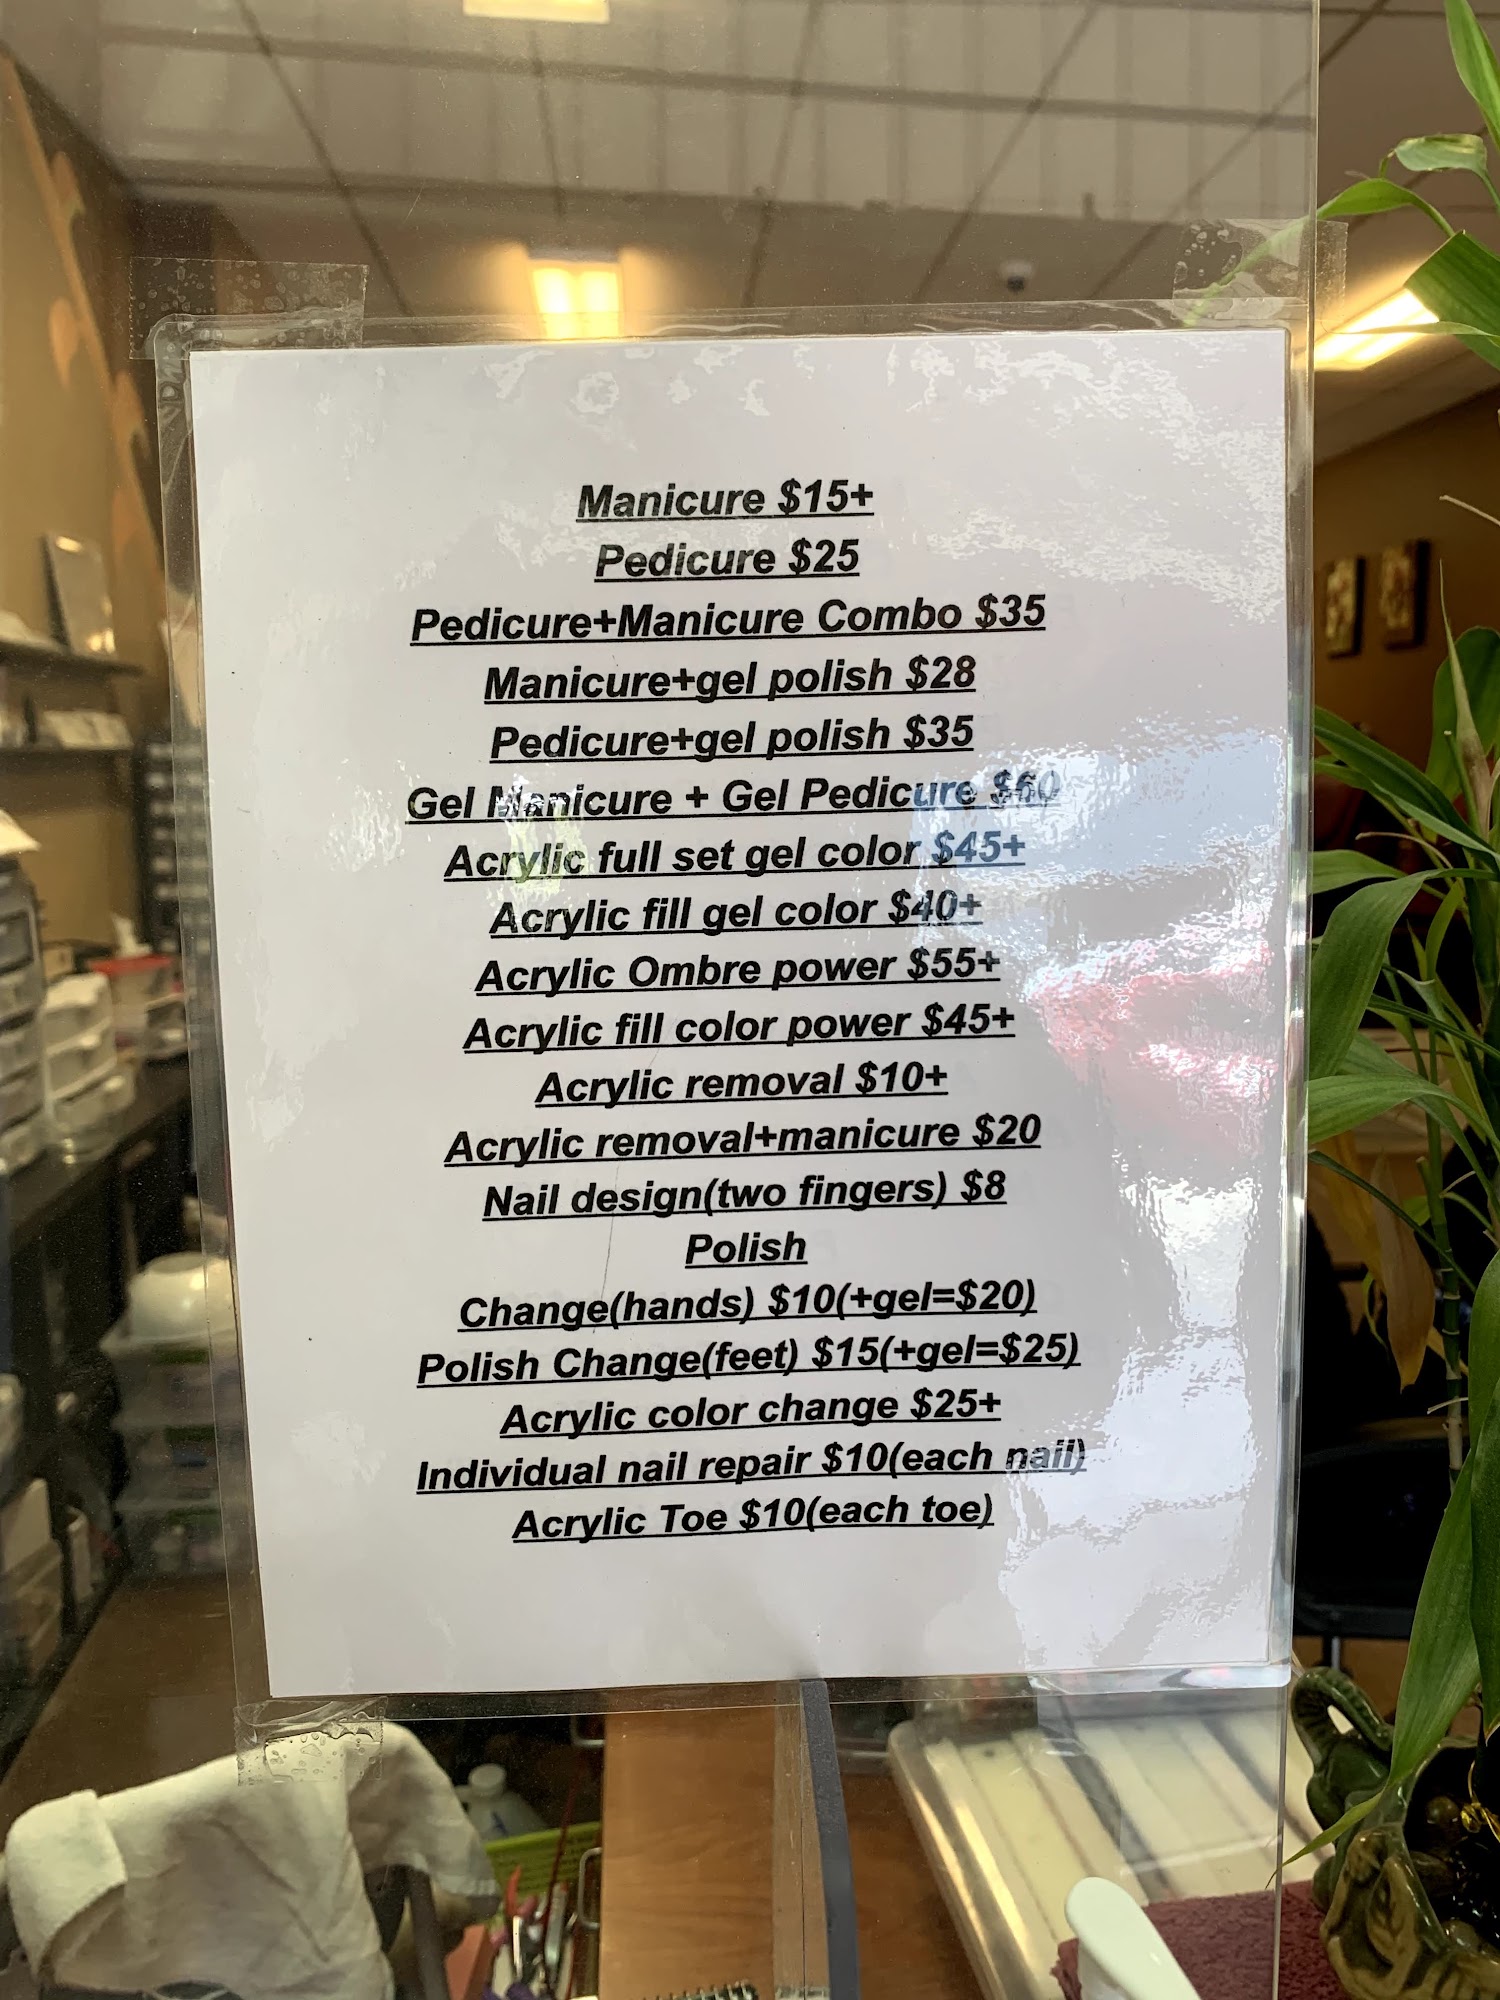 Manicure $15+
Pedicure $25
Pedicure+Manicure Combo $35
Manicure+gel polish $28
Pedicure+gel polish $35
Gel Manicure + Gel Pedicure $60
Acrylic full set gel color $45+
Acrylic fill gel color $40+
Acrylic Ombre power $55+
Acrylic fill color power $45+
Acrylic removal $10+
Acrylic removal+manicure $20
Nail design(two fingers) $8
Polish
Change(hands) $10(+gel=$20)
Polish Change(feet) $15(+gel=$25)
Acrylic color change $25+
Individual nail repair $10(each nail)
Acrylic Toe $10(each toe)